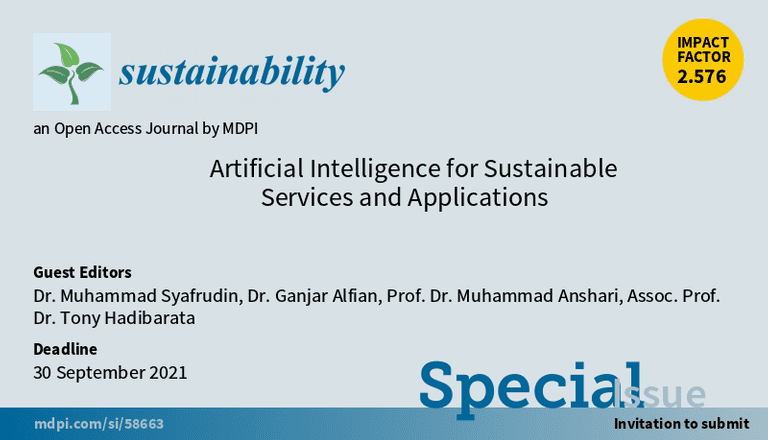 sustainability
IMPACT
FACTOR
2.576
an Open Access Journal by MDPI
Artificial Intelligence for Sustainable
Services and Applications
Guest Editors
Dr. Muhammad Syafrudin, Dr. Ganjar Alfian, Prof. Dr. Muhammad Anshari, Assoc. Prof.
Dr. Tony Hadibarata
Deadline
30 September 2021
Special Issue
mdpi.com/si/58663
Invitation to submit